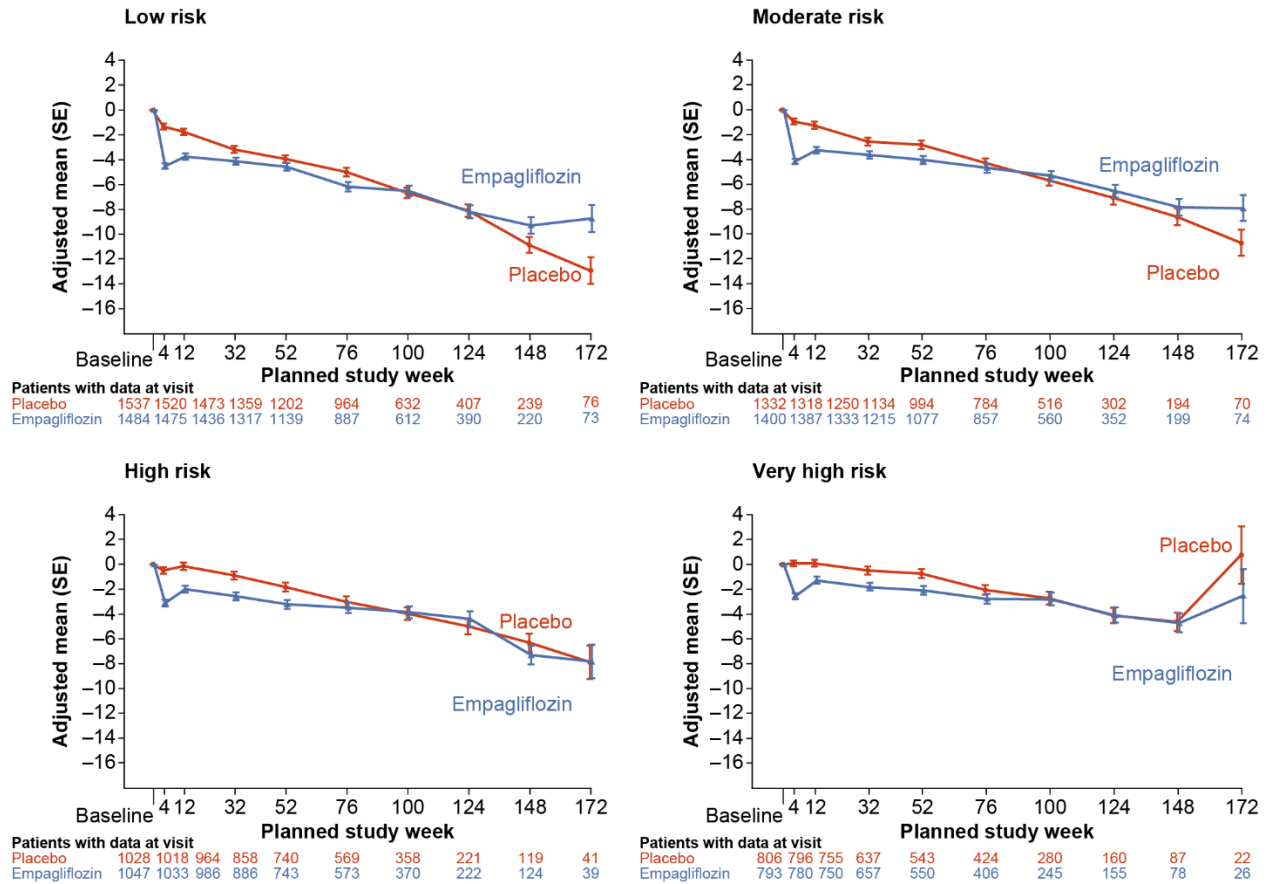 Low risk
Adjusted mean (SE)
4
2
0
–2
–4
–6
–8
–10
–12
–14
–16
Empagliflozin
Placebo
Baseline 4 12 32 52 76 100 124 148 172
Planned study week
Patients with data at visit
Placebo 1537 1520 1473 1359 1202 964 632 407 239 76
Empagliflozin 1484 1475 1436 1317 1139 887 612 390 220 73
Moderate risk
Adjusted mean (SE)
4
2
0
–2
–4
–6
–8
–10
–12
–14
–16
Empagliflozin
Placebo
Baseline 4 12 32 52 76 100 124 148 172
Planned study week
Patients with data at visit
Placebo 1332 1318 1250 1134 994 784 516 302 194 70
Empagliflozin 1400 1387 1333 1215 1077 857 560 352 199 74
High risk
Adjusted mean (SE)
4
2
0
–2
–4
–6
–8
–10
–12
–14
–16
Placebo
Empagliflozin
Baseline 4 12 32 52 76 100 124 148 172
Planned study week
Patients with data at visit
Placebo 1028 1018 964 858 740 569 358 221 119 41
Empagliflozin 1047 1033 986 886 743 573 370 222 124 39
Very high risk
Adjusted mean (SE)
4
2
0
–2
–4
–6
–8
–10
–12
–14
–16
Placebo
Empagliflozin
Baseline 4 12 32 52 76 100 124 148 172
Planned study week
Patients with data at visit
Placebo 806 796 755 637 543 424 280 160 87 22
Empagliflozin 793 780 750 657 550 406 245 155 78 26